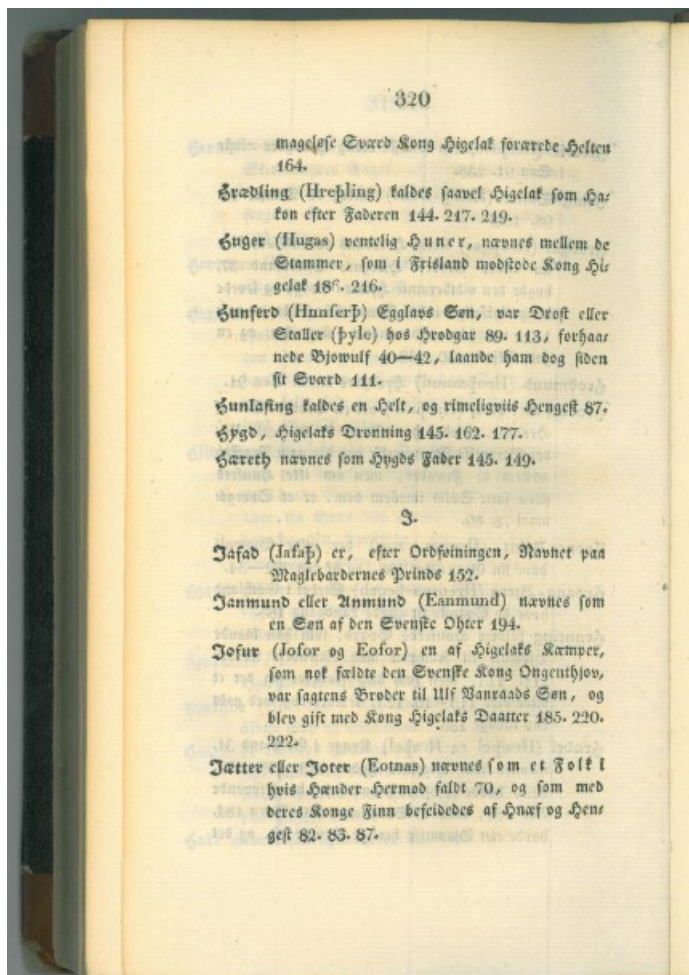 320
mageløse Sværd Kong Higelak forærede Helten
164.
Hrædling (Hreþling) kaldes saavel Higelak som Ha-
kon efter Faderen 144. 217. 219.
Huger (Hugas) ventelig Huner, nævnes mellem de
Stammer, som i Frisland modstode Kong Hi-
gelak 186. 216.
Hunferd (Hunferþ) Egglavs Søn, var Drost eller
Staller (þyle) hos Hrodgar 89. 113, forhaa-
nede Bjowulf 40—42, laande ham dog siden
sit Sværd 111.
Hunlafing kaldes en Helt, og rimeligviis Hengest 87.
Hygd, Higelaks Dronning 145. 162. 177.
Hæreth nævnes som Hygds Fader 145. 149.
J.
Jafad (Jafaþ) er, efter Ordføiningen, Navnet paa
Maglebardernes Prinds 152.
Janmund eller Anmund (Eanmund) nævnes som
en Søn af den Svenske Ohter 194.
Jofur (Jofor og Eofor) en af Higelaks Kæmper,
som nok fældte den Svenske Kong Ongenthjov,
var sagtens Broder til Ulf Vanraads Søn, og
blev gift med Kong Higelaks Daatter 185. 220.
222.
Jætter eller Joter (Eotnas) nævnes som et Folk i
hvis Hænder Hermod faldt 70, og som med
deres Konge Finn befeidedes af Hnæf og Hen-
gest 82. 83. 87.